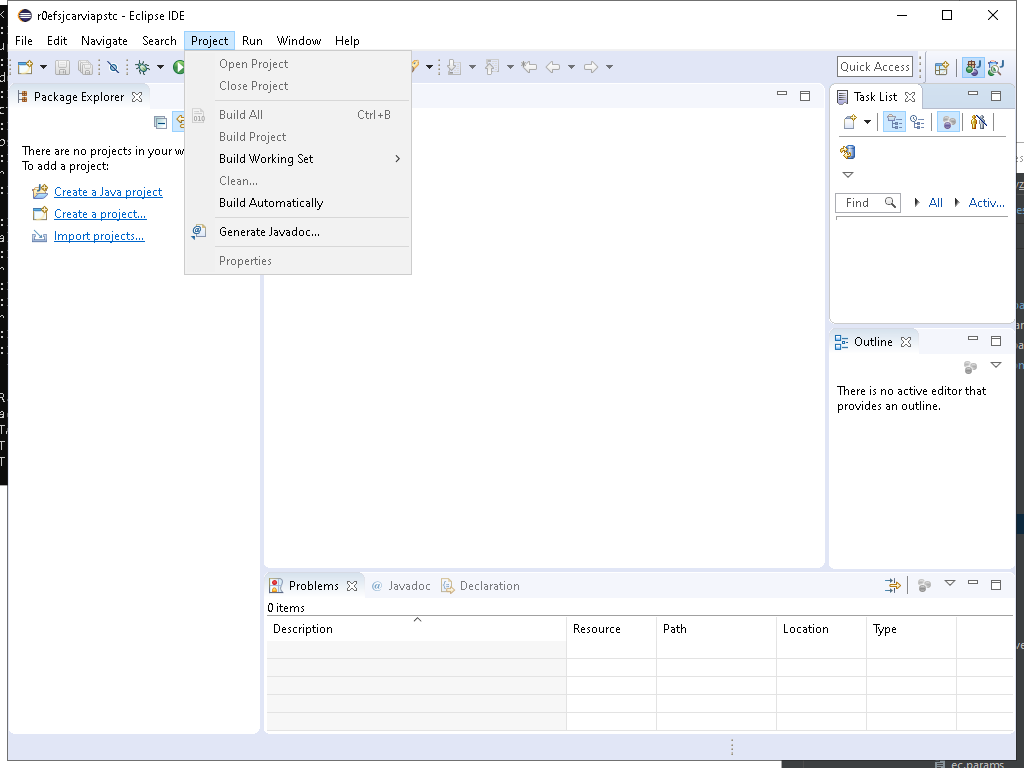 r0efsjcarviapstc - Eclipse IDE
File Edit Navigate Search Project Run Window Help
Quick Access
Open Project
Close Project
Build All Ctrl+B
Build Project
Build Working Set
Clean...
Build Automatically
Generate Javadoc...
Properties
Package Explorer
There are no projects in your w
To add a project:
Create a Java project
Create a project...
Import projects...
Task List
Find All Activ...
Outline
There is no active editor that
provides an outline.
Problems @ Javadoc Declaration
0 items
Description Resource Path Location Type
ec.params